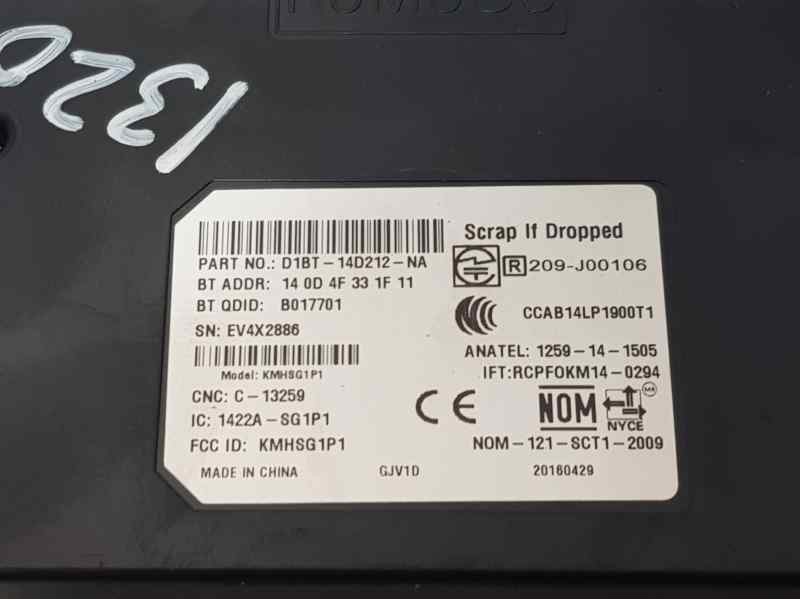 1320
PART NO.: D1BT-14D212-NA
BT ADDR: 14 0D 4F 33 1F 11
BT QDID: B017701
SN: EV4X2886
Model: KMHSG1P1
CNC: C-13259
IC: 1422A-SG1P1
FCC ID: KMHSG1P1
MADE IN CHINA
GJV1D
Scrap If Dropped
R 209-J00106
CCAB14LP1900T1
ANATEL: 1259-14-1505
IFT:RCPFOKM14-0294
CE
NOM
NYCE
NOM-121-SCT1-2009
20160429